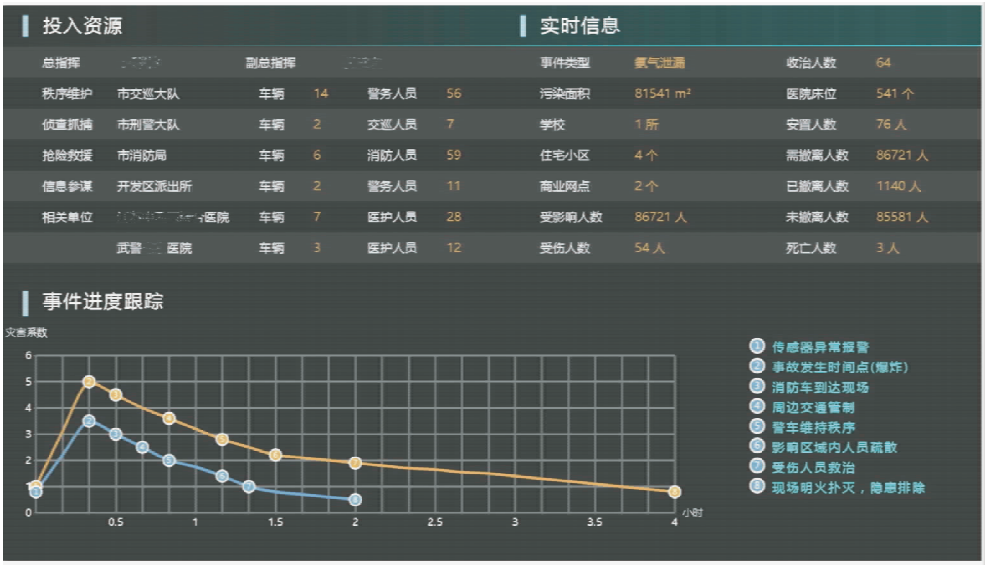 投入资源
实时信息
总指挥 副总指挥 事件类型 氨气泄漏 收治人数 64
秩序维护 市交巡大队 车辆 14 警务人员 56 污染面积 81541 m² 医院床位 541 个
侦查抓捕 市刑警大队 车辆 2 交巡人员 7 学校 1 所 安置人数 76 人
抢险救援 市消防局 车辆 6 消防人员 59 住宅小区 4 个 需撤离人数 86721 人
信息参谋 开发区派出所 车辆 2 警务人员 11 商业网点 2 个 已撤离人数 1140 人
相关单位 医院 车辆 7 医护人员 28 受影响人数 86721 人 未撤离人数 85581 人
武警 医院 车辆 3 医护人员 12 受伤人数 54 人 死亡人数 3 人
事件进度跟踪
灾害系数
6
5
4
3
2
1
0
0.5 1 1.5 2 2.5 3 3.5 4 小时
1 传感器异常报警
2 事故发生时间点(爆炸)
3 消防车到达现场
4 周边交通管制
5 警车维持秩序
6 影响区域内人员疏散
7 受伤人员救治
8 现场明火扑灭，隐患排除